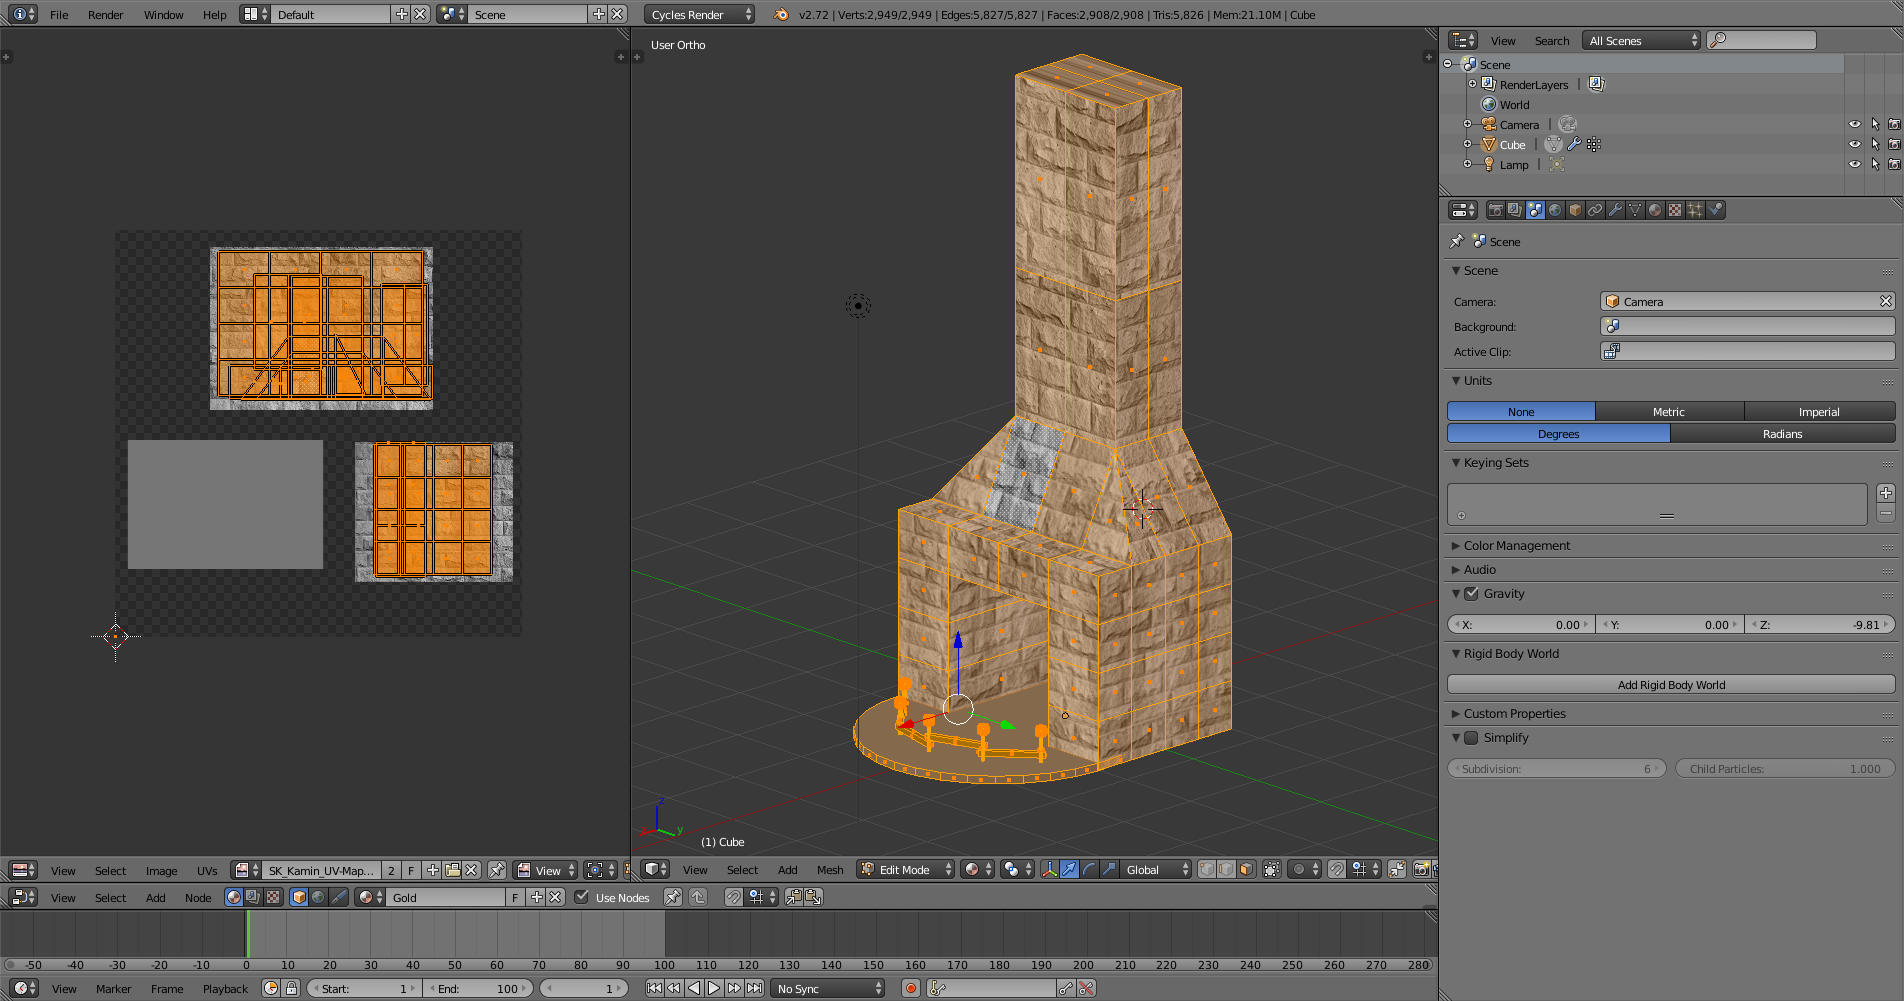 File Render Window Help Default Scene Cycles Render v2.72 | Verts:2,949/2,949 | Edges:5,827/5,827 | Faces:2,908/2,908 | Tris:5,826 | Mem:21.10M | Cube
User Ortho
View Search All Scenes
Scene
RenderLayers
World
Camera
Cube
Lamp
Scene
Scene
Camera: Camera
Background:
Active Clip:
Units
None Metric Imperial
Degrees Radians
Keying Sets
Color Management
Audio
Gravity
X: 0.00 Y: 0.00 Z: -9.81
Rigid Body World
Add Rigid Body World
Custom Properties
Simplify
Subdivision: 6 Child Particles: 1.000
z
y
(1) Cube
View Select Image UVs SK_Kamin_UV-Map... 2 F View
View Select Add Mesh Edit Mode Global
View Select Add Node Gold F Use Nodes
-50 -40 -30 -20 -10 0 10 20 30 40 50 60 70 80 90 100 110 120 130 140 150 160 170 180 190 200 210 220 230 240 250 260 270 280
View Marker Frame Playback Start: 1 End: 100 1 No Sync